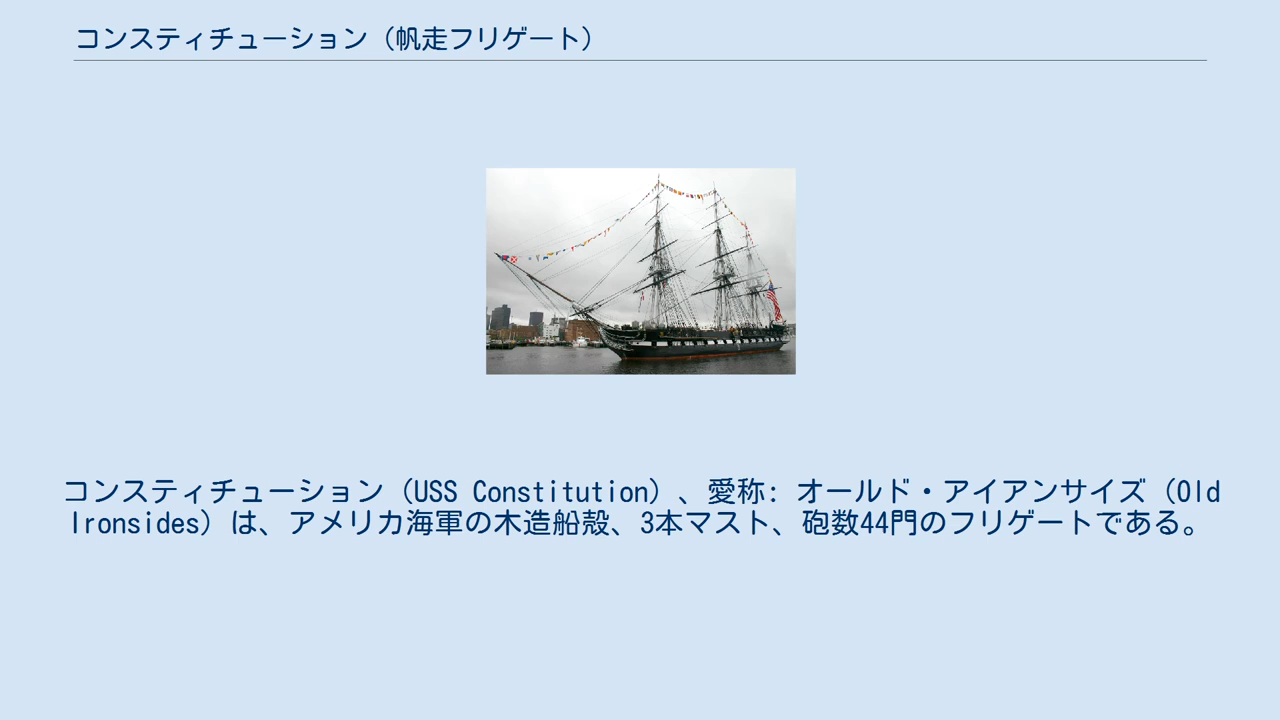 コンスティチューション（帆走フリゲート）
コンスティチューション（USS Constitution）、愛称: オールド・アイアンサイズ（Old
Ironsides）は、アメリカ海軍の木造船殻、3本マスト、砲数44門のフリゲートである。